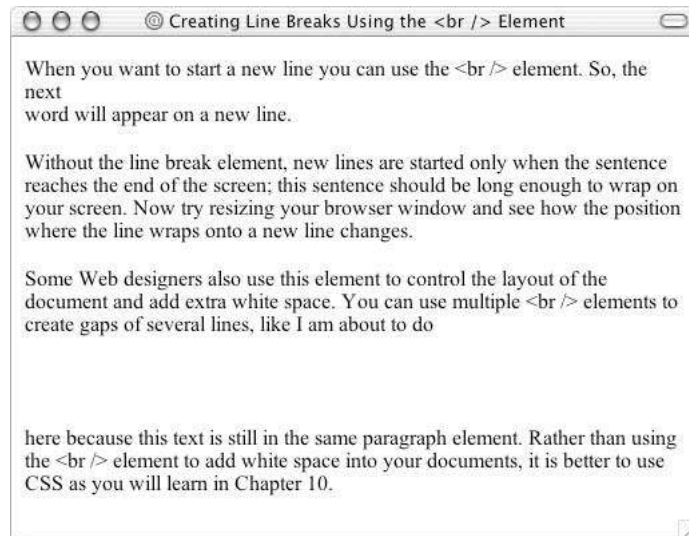 Creating Line Breaks Using the <br /> Element
When you want to start a new line you can use the <br /> element. So, the
next
word will appear on a new line.
Without the line break element, new lines are started only when the sentence
reaches the end of the screen; this sentence should be long enough to wrap on
your screen. Now try resizing your browser window and see how the position
where the line wraps onto a new line changes.
Some Web designers also use this element to control the layout of the
document and add extra white space. You can use multiple <br /> elements to
create gaps of several lines, like I am about to do
here because this text is still in the same paragraph element. Rather than using
the <br /> element to add white space into your documents, it is better to use
CSS as you will learn in Chapter 10.